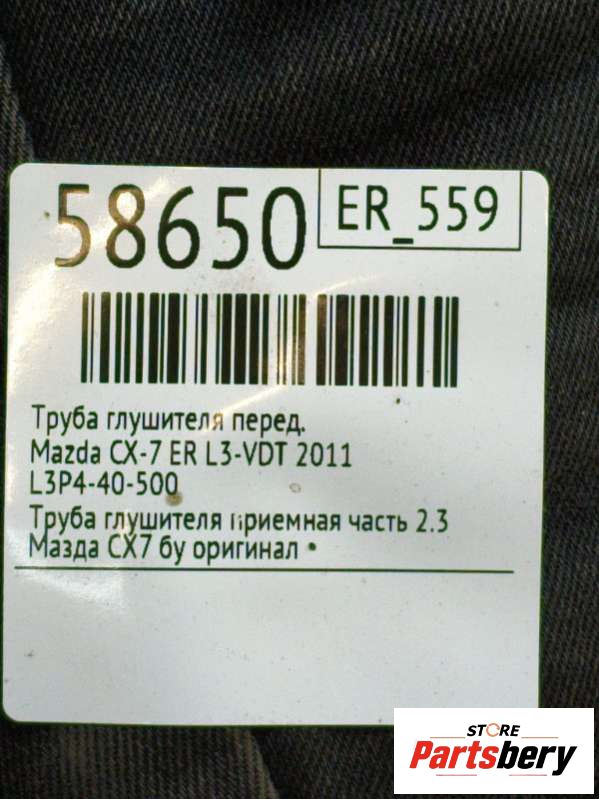 58650
ER_559
Труба глушителя перед.
Mazda CX-7 ER L3-VDT 2011
L3P4-40-500
Труба глушителя приемная часть 2.3
Мазда СХ7 бу оригинал •
STORE
Partsbery